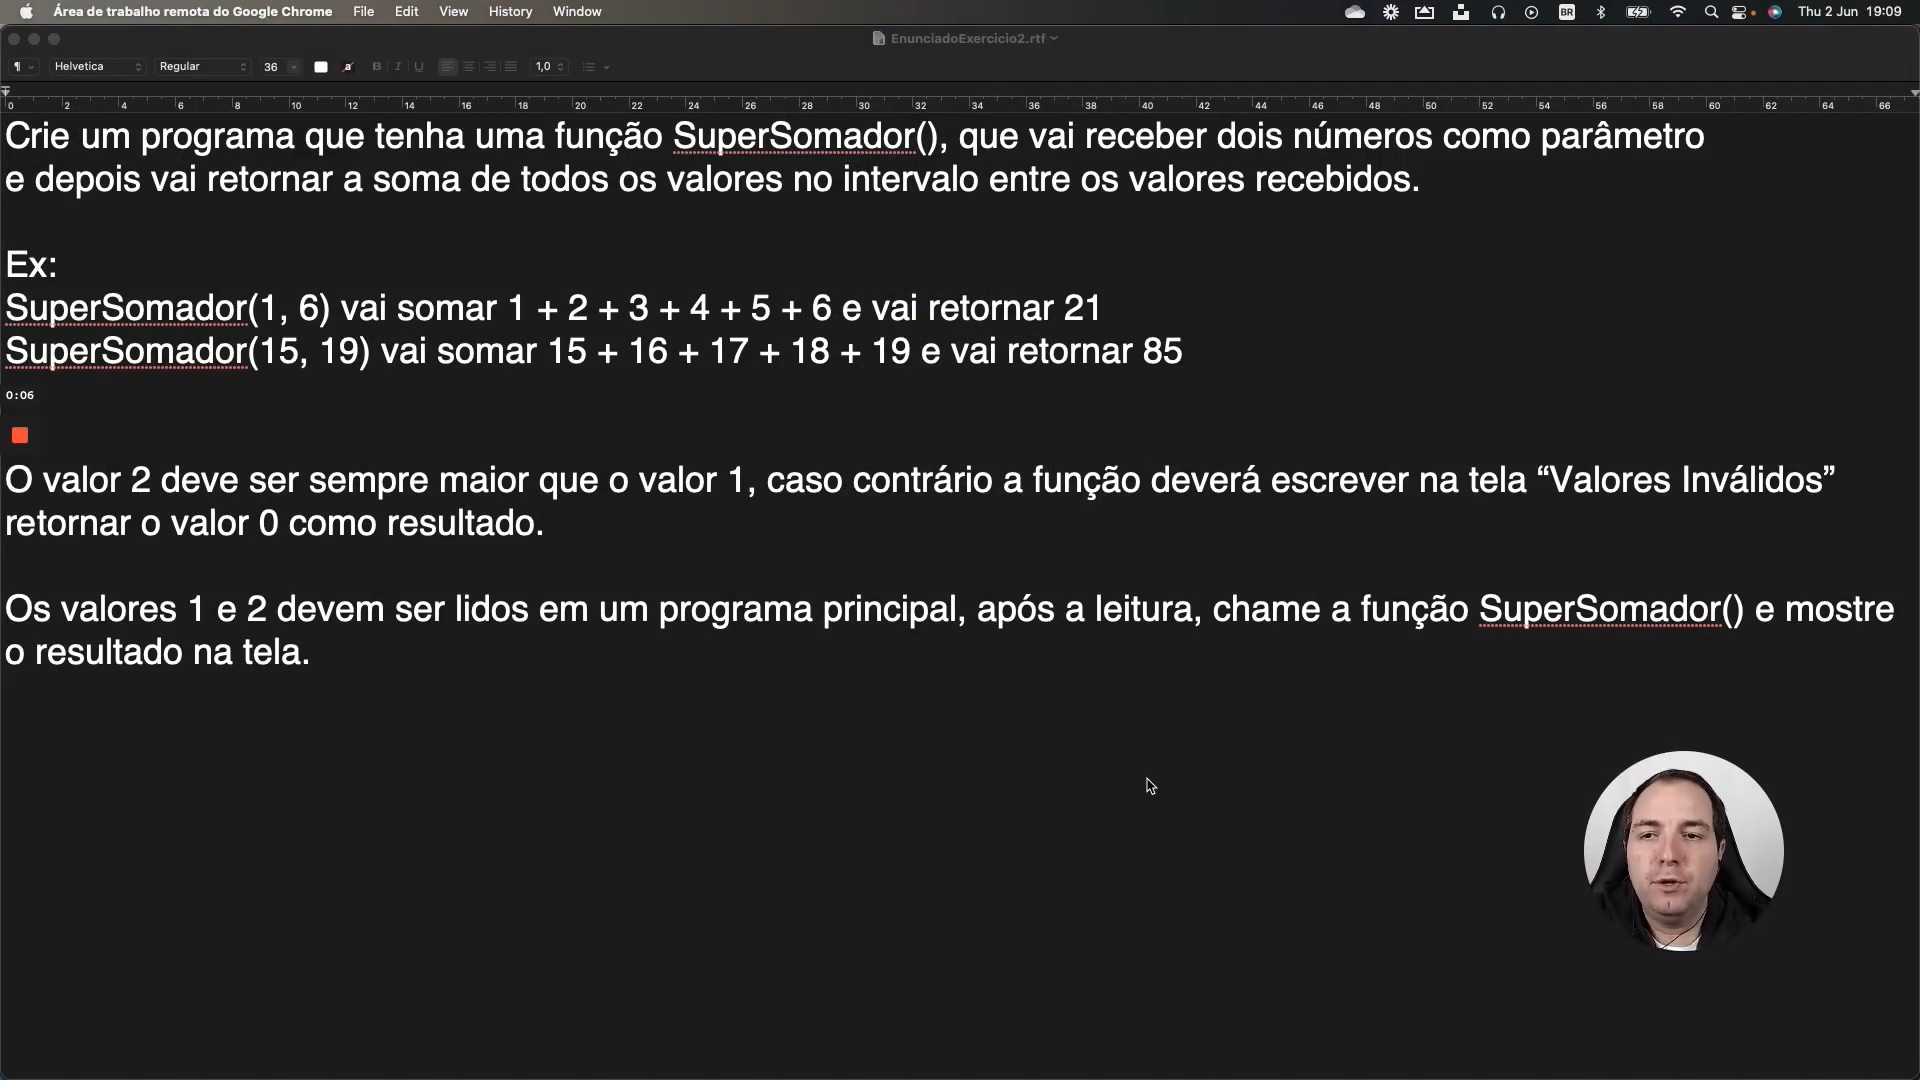 Área de trabalho remota do Google Chrome File Edit View History Window BR Thu 2 Jun 19:09
EnunciadoExercicio2.rtf
¶ Helvetica Regular 36 a B I U 1,0
0 2 4 6 8 10 12 14 16 18 20 22 24 26 28 30 32 34 36 38 40 42 44 46 48 50 52 54 56 58 60 62 64 66
Crie um programa que tenha uma função SuperSomador(), que vai receber dois números como parâmetro
e depois vai retornar a soma de todos os valores no intervalo entre os valores recebidos.
Ex:
SuperSomador(1, 6) vai somar 1 + 2 + 3 + 4 + 5 + 6 e vai retornar 21
SuperSomador(15, 19) vai somar 15 + 16 + 17 + 18 + 19 e vai retornar 85
0:06
O valor 2 deve ser sempre maior que o valor 1, caso contrário a função deverá escrever na tela “Valores Inválidos”
retornar o valor 0 como resultado.
Os valores 1 e 2 devem ser lidos em um programa principal, após a leitura, chame a função SuperSomador() e mostre
o resultado na tela.